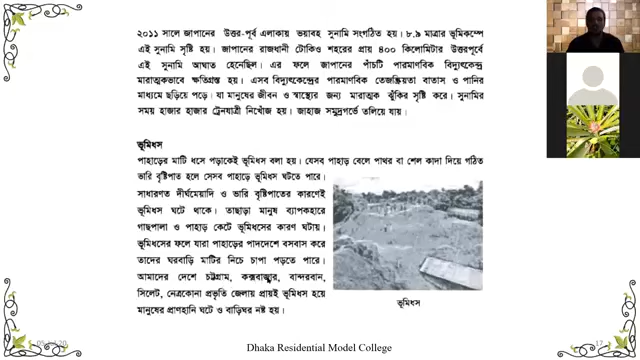 ২০১১ সালে জাপানের উত্তর-পূর্ব এলাকায় ভয়াবহ সুনামি সংগঠিত হয়। ৮.৯ মাত্রার ভূমিকম্পে
এই সুনামি সৃষ্টি হয়। জাপানের রাজধানী টোকিও শহরের প্রায় ৪০০ কিলোমিটার উত্তরপূর্বে
এই সুনামি আঘাত হেনেছিল। এর ফলে জাপানের পাঁচটি পারমাণবিক বিদ্যুৎকেন্দ্র
মারাত্মকভাবে ক্ষতিগ্রস্ত হয়। এসব বিদ্যুৎকেন্দ্রের পারমাণবিক তেজস্ক্রিয়তা বাতাস ও পানির
মাধ্যমে ছড়িয়ে পড়ে। যা মানুষের জীবন ও স্বাস্থ্যের জন্য মারাত্মক ঝুঁকির সৃষ্টি করে। সুনামির
সময় হাজার হাজার ট্রেনযাত্রী নিখোঁজ হয়। জাহাজ সমুদ্রগর্ভে তলিয়ে যায়।
ভূমিধস
পাহাড়ের মাটি ধসে পড়াকেই ভূমিধস বলা হয়। যেসব পাহাড় বেলে পাথর বা শেল কাদা দিয়ে গঠিত
ভারি বৃষ্টিপাত হলে সেসব পাহাড়ে ভূমিধস ঘটতে পারে।
সাধারণত দীর্ঘমেয়াদি ও ভারি বৃষ্টিপাতের কারণেই
ভূমিধস ঘটে থাকে। তাছাড়া মানুষ ব্যাপকহারে
গাছপালা ও পাহাড় কেটে ভূমিধসের কারণ ঘটায়।
ভূমিধসের ফলে যারা পাহাড়ের পাদদেশে বসবাস করে
তাদের ঘরবাড়ি মাটির নিচে চাপা পড়তে পারে।
আমাদের দেশে চট্টগ্রাম, কক্সবাজার, বান্দরবান,
সিলেট, নেত্রকোনা প্রভৃতি জেলায় প্রায়ই ভূমিধস হয়ে
মানুষের প্রাণহানি ঘটে ও বাড়িঘর নষ্ট হয়।
ভূমিধস
Dhaka Residential Model College
17